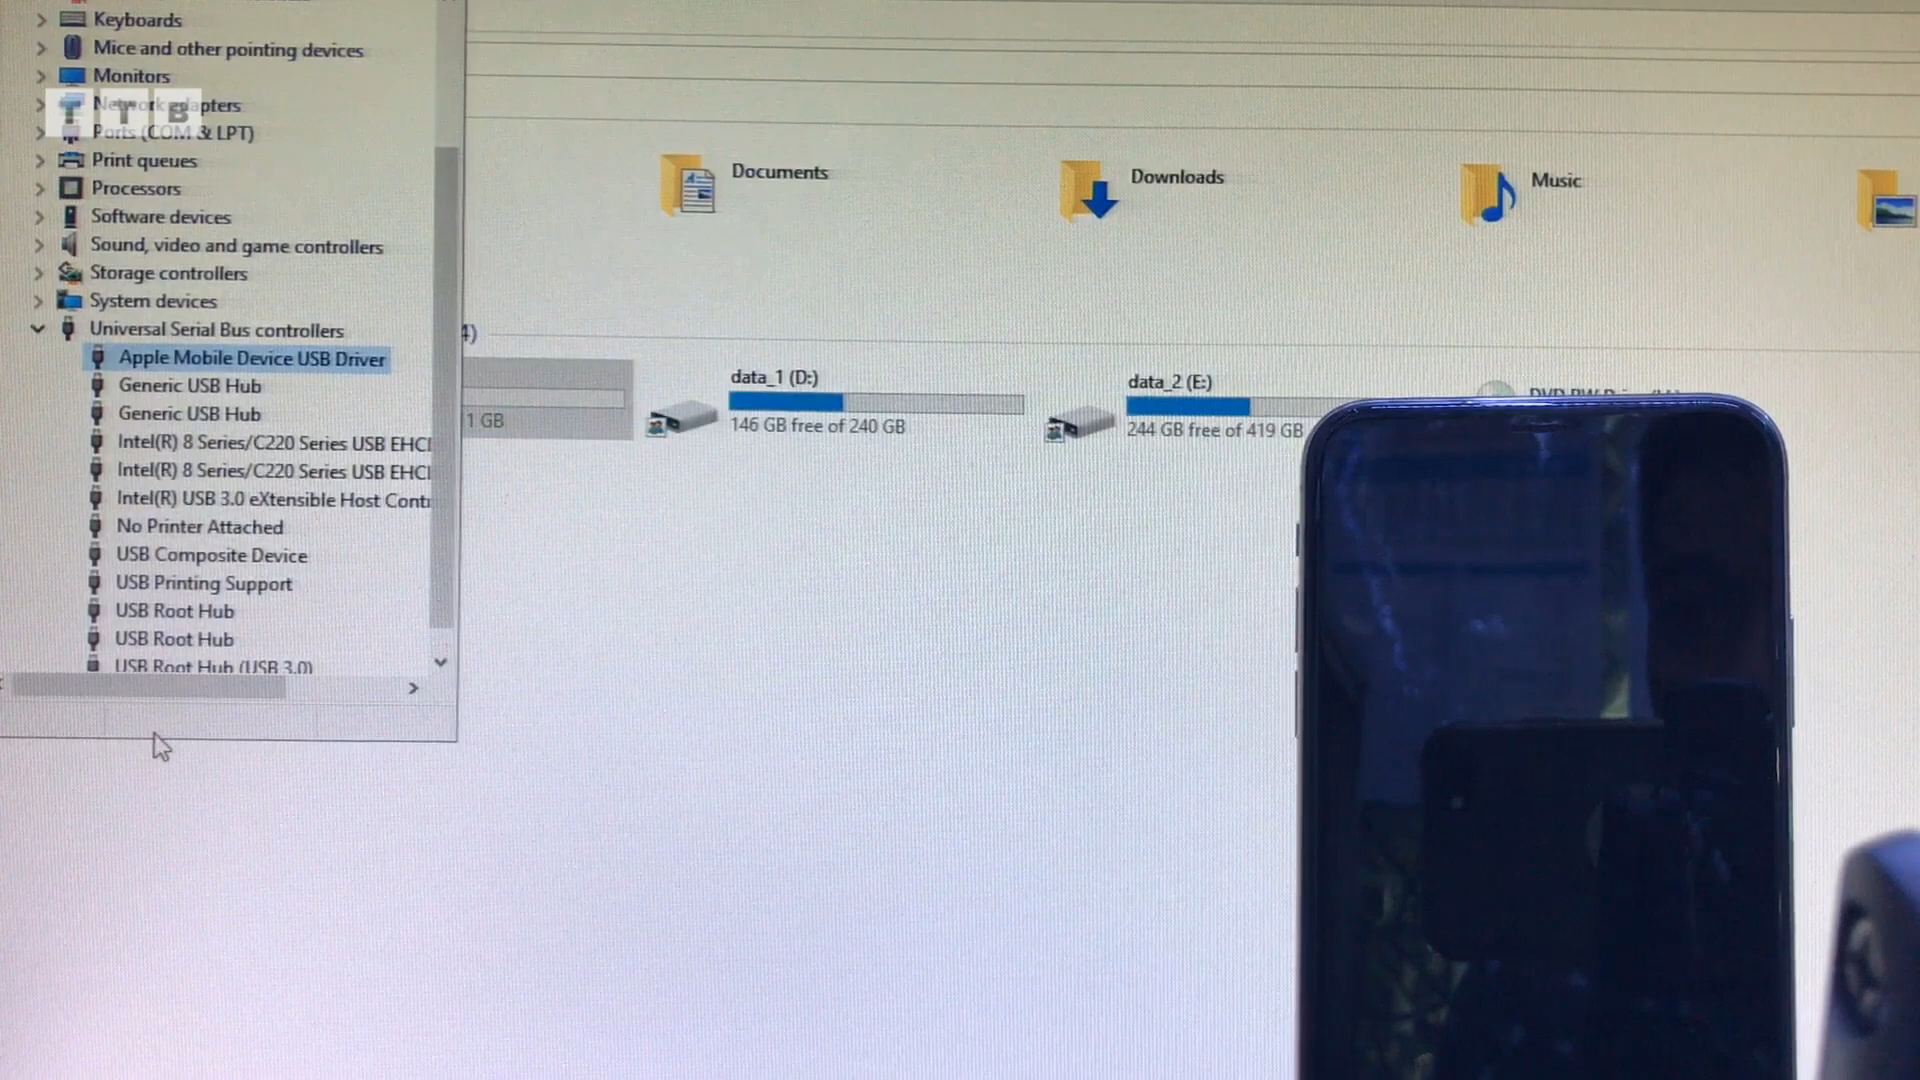 Keyboards
Mice and other pointing devices
Monitors
Network adapters
TTB
Ports (COM & LPT)
Print queues
Processors
Software devices
Sound, video and game controllers
Storage controllers
System devices
Universal Serial Bus controllers
Apple Mobile Device USB Driver
Generic USB Hub
Generic USB Hub
Intel(R) 8 Series/C220 Series USB EHCI
Intel(R) 8 Series/C220 Series USB EHCI
Intel(R) USB 3.0 eXtensible Host Contr
No Printer Attached
USB Composite Device
USB Printing Support
USB Root Hub
USB Root Hub
USB Root Hub (USB 3.0)
Documents
Downloads
Music
4)
1 GB
data_1 (D:)
146 GB free of 240 GB
data_2 (E:)
244 GB free of 419 GB